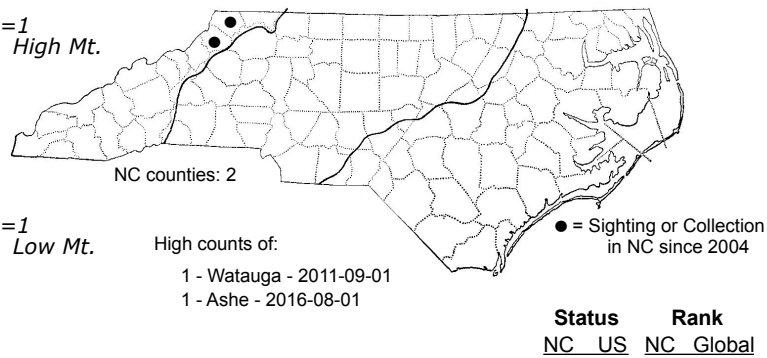 =1
High Mt.
NC counties: 2
=1
Low Mt.
High counts of:
1 - Watauga - 2011-09-01
1 - Ashe - 2016-08-01
● = Sighting or Collection
in NC since 2004
Status Rank
NC US NC Global